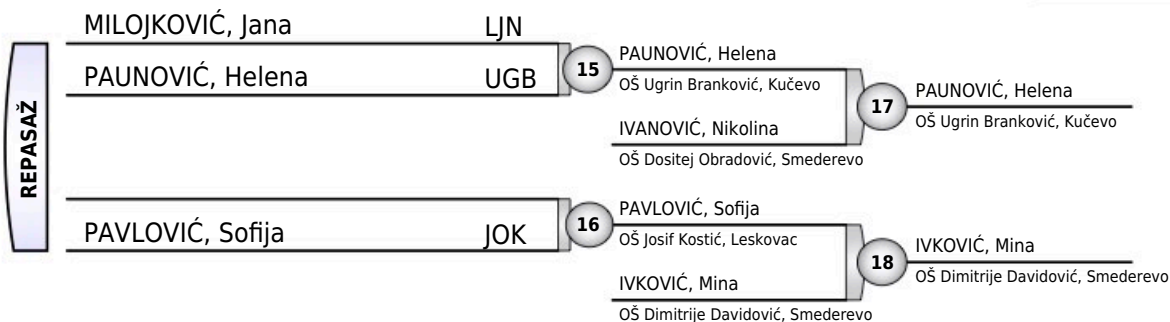 REPASAŽ
MILOJKOVIĆ, Jana LJN
PAUNOVIĆ, Helena UGB
15
PAUNOVIĆ, Helena
OŠ Ugrin Branković, Kučevo
IVANOVIĆ, Nikolina
OŠ Dositej Obradović, Smederevo
17
PAUNOVIĆ, Helena
OŠ Ugrin Branković, Kučevo
PAVLOVIĆ, Sofija JOK
16
PAVLOVIĆ, Sofija
OŠ Josif Kostić, Leskovac
IVKOVIĆ, Mina
OŠ Dimitrije Davidović, Smederevo
18
IVKOVIĆ, Mina
OŠ Dimitrije Davidović, Smederevo